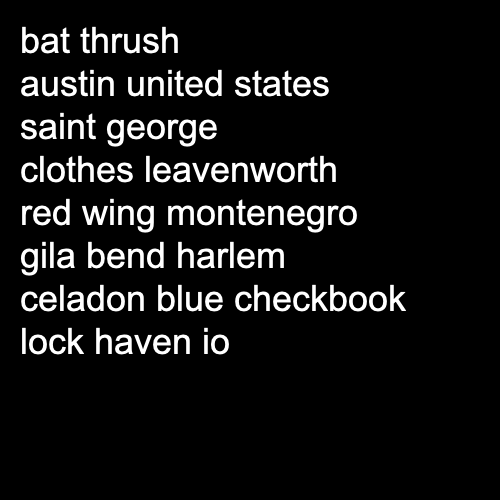 bat thrush
austin united states
saint george
clothes leavenworth
red wing montenegro
gila bend harlem
celadon blue checkbook
lock haven io